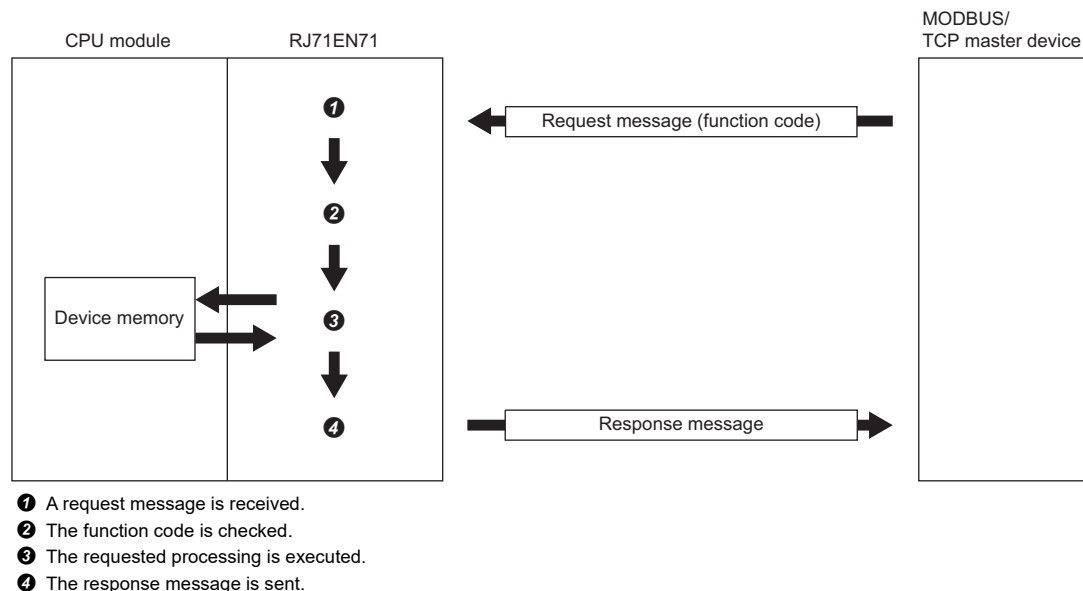 MODBUS/
TCP master device
CPU module
RJ71EN71
❶
Request message (function code)
❷
Device memory
❸
❹
Response message
❶ A request message is received.
❷ The function code is checked.
❸ The requested processing is executed.
❹ The response message is sent.